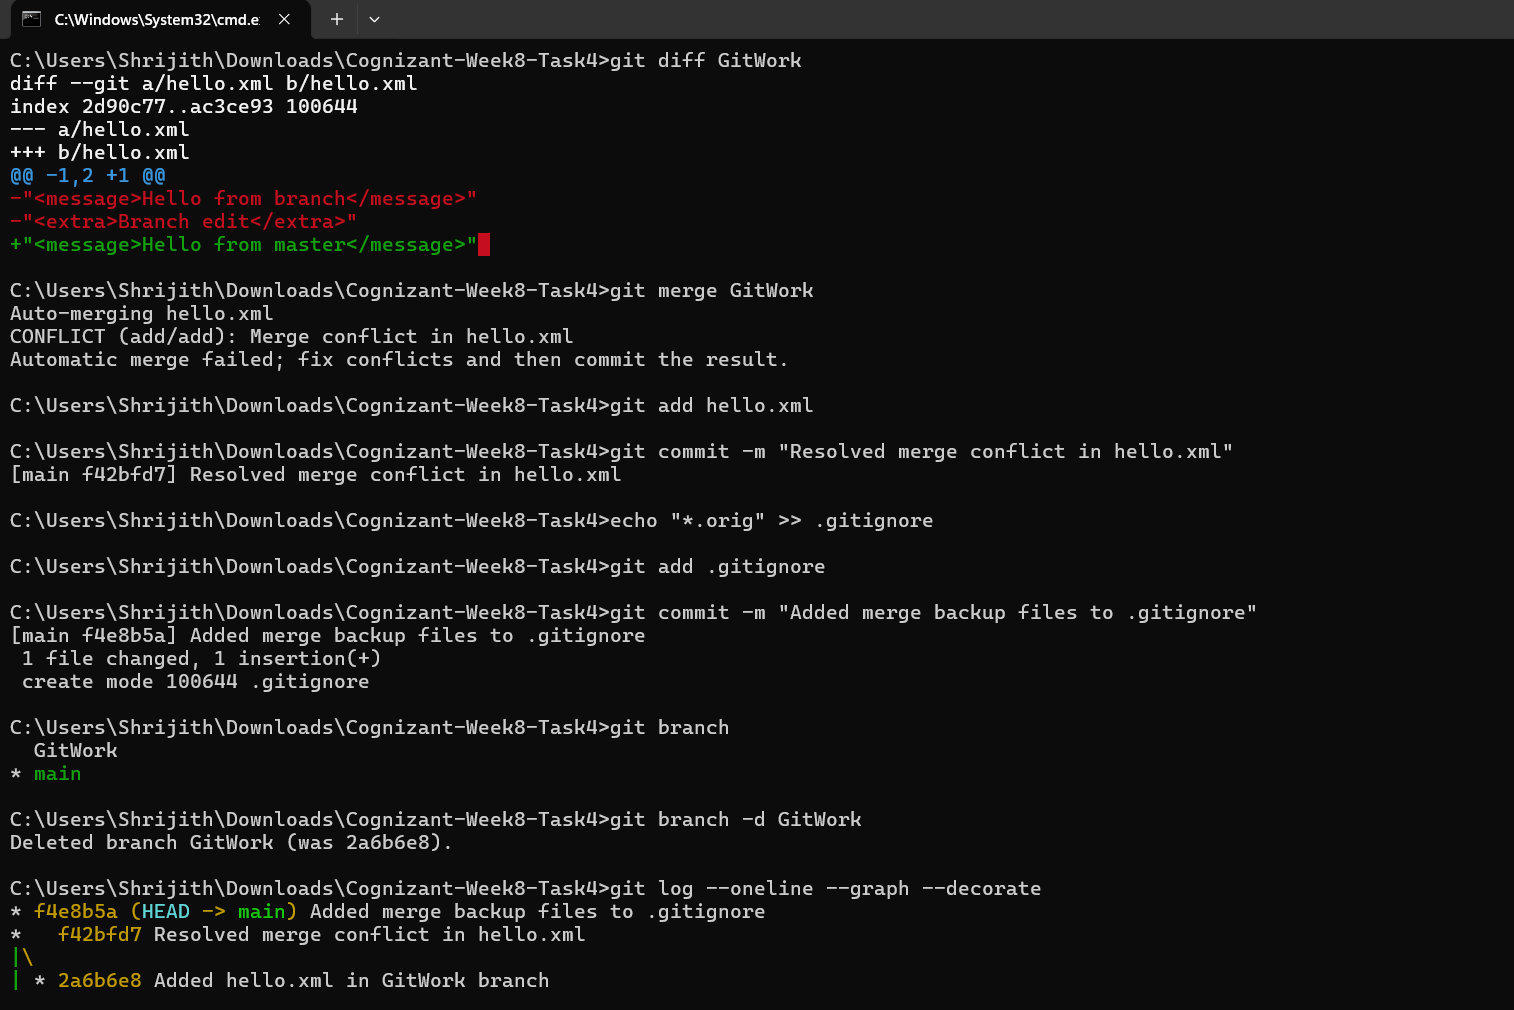 C:\Windows\System32\cmd.e
C:\Users\Shrijith\Downloads\Cognizant-Week8-Task4>git diff GitWork
diff --git a/hello.xml b/hello.xml
index 2d90c77..ac3ce93 100644
--- a/hello.xml
+++ b/hello.xml
@@ -1,2 +1 @@
-"<message>Hello from branch</message>"
-"<extra>Branch edit</extra>"
+"<message>Hello from master</message>"
C:\Users\Shrijith\Downloads\Cognizant-Week8-Task4>git merge GitWork
Auto-merging hello.xml
CONFLICT (add/add): Merge conflict in hello.xml
Automatic merge failed; fix conflicts and then commit the result.
C:\Users\Shrijith\Downloads\Cognizant-Week8-Task4>git add hello.xml
C:\Users\Shrijith\Downloads\Cognizant-Week8-Task4>git commit -m "Resolved merge conflict in hello.xml"
[main f42bfd7] Resolved merge conflict in hello.xml
C:\Users\Shrijith\Downloads\Cognizant-Week8-Task4>echo "*.orig" >> .gitignore
C:\Users\Shrijith\Downloads\Cognizant-Week8-Task4>git add .gitignore
C:\Users\Shrijith\Downloads\Cognizant-Week8-Task4>git commit -m "Added merge backup files to .gitignore"
[main f4e8b5a] Added merge backup files to .gitignore
 1 file changed, 1 insertion(+)
 create mode 100644 .gitignore
C:\Users\Shrijith\Downloads\Cognizant-Week8-Task4>git branch
  GitWork
* main
C:\Users\Shrijith\Downloads\Cognizant-Week8-Task4>git branch -d GitWork
Deleted branch GitWork (was 2a6b6e8).
C:\Users\Shrijith\Downloads\Cognizant-Week8-Task4>git log --oneline --graph --decorate
* f4e8b5a (HEAD -> main) Added merge backup files to .gitignore
*   f42bfd7 Resolved merge conflict in hello.xml
|\
| * 2a6b6e8 Added hello.xml in GitWork branch